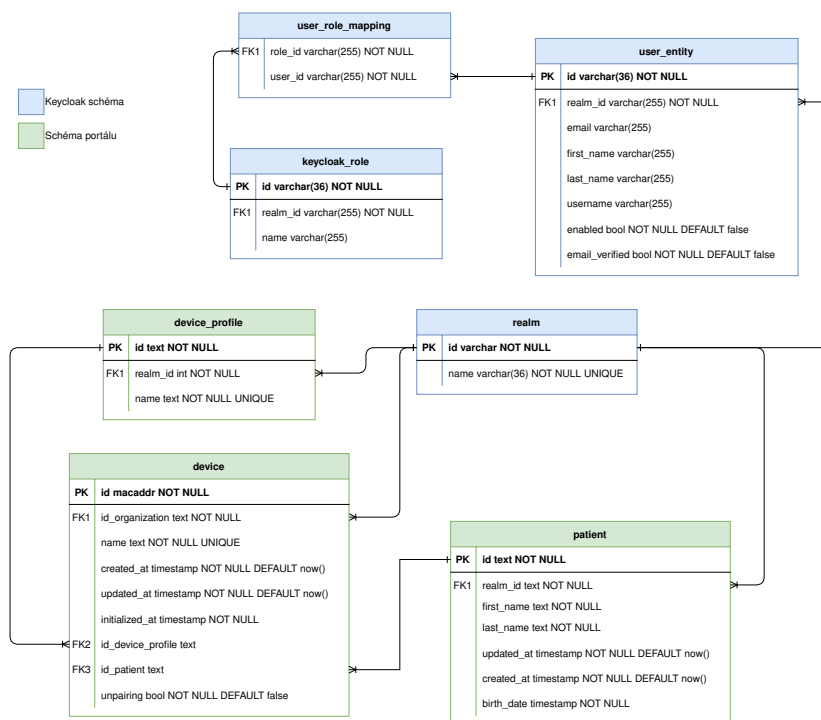 user_role_mapping
FK1 role_id varchar(255) NOT NULL
user_id varchar(255) NOT NULL
user_entity
PK id varchar(36) NOT NULL
FK1 realm_id varchar(255) NOT NULL
email varchar(255)
first_name varchar(255)
last_name varchar(255)
username varchar(255)
enabled bool NOT NULL DEFAULT false
email_verified bool NOT NULL DEFAULT false
Keycloak schéma
Schéma portálu
keycloak_role
PK id varchar(36) NOT NULL
FK1 realm_id varchar(255) NOT NULL
name varchar(255)
device_profile
PK id text NOT NULL
FK1 realm_id int NOT NULL
name text NOT NULL UNIQUE
realm
PK id varchar NOT NULL
name varchar(36) NOT NULL UNIQUE
device
PK id macaddr NOT NULL
FK1 id_organization text NOT NULL
name text NOT NULL UNIQUE
created_at timestamp NOT NULL DEFAULT now()
updated_at timestamp NOT NULL DEFAULT now()
initialized_at timestamp NOT NULL
FK2 id_device_profile text
FK3 id_patient text
unpairing bool NOT NULL DEFAULT false
patient
PK id text NOT NULL
FK1 realm_id text NOT NULL
first_name text NOT NULL
last_name text NOT NULL
updated_at timestamp NOT NULL DEFAULT now()
created_at timestamp NOT NULL DEFAULT now()
birth_date timestamp NOT NULL